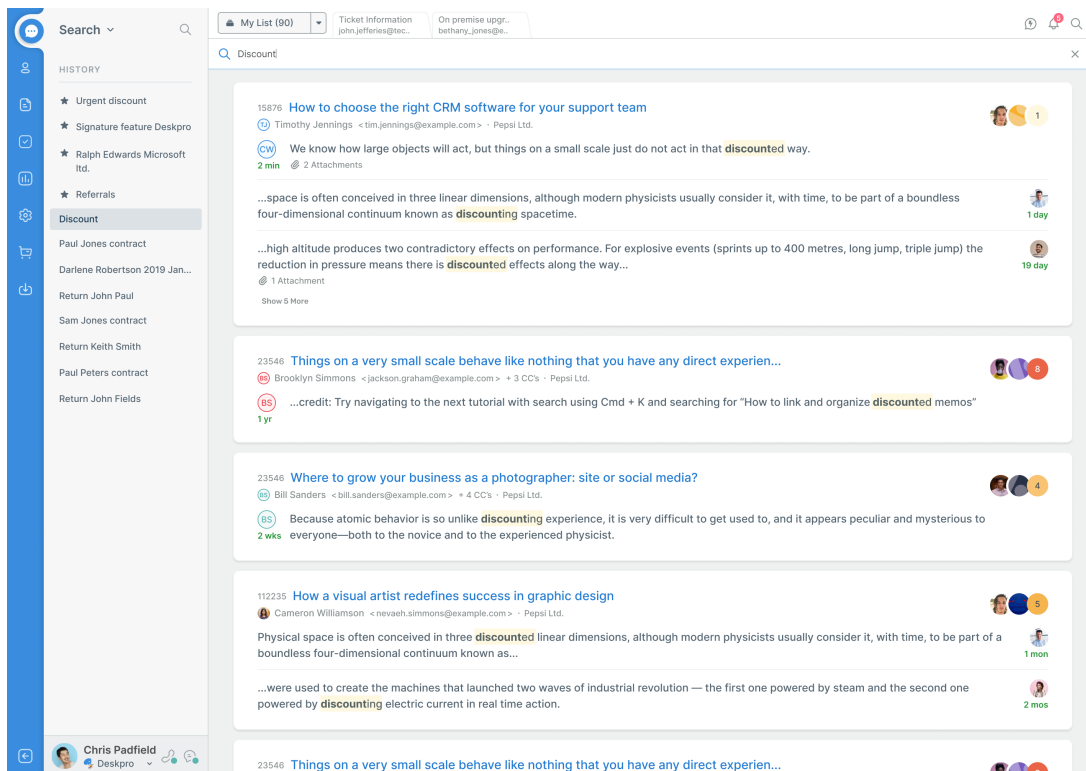 Search
HISTORY
Urgent discount
Signature feature Deskpro
Ralph Edwards Microsoft
ltd.
Referrals
Discount
Paul Jones contract
Darlene Robertson 2019 Jan...
Return John Paul
Sam Jones contract
Return Keith Smith
Paul Peters contract
Return John Fields
Chris Padfield
Deskpro
My List (90)
Ticket Information
john.jefferies@tec..
On premise upgr..
bethany_jones@e..
5
Discount
15876 How to choose the right CRM software for your support team
1
TJ Timothy Jennings <tim.jennings@example.com> · Pepsi Ltd.
CW We know how large objects will act, but things on a small scale just do not act in that discounted way.
2 min 2 Attachments
...space is often conceived in three linear dimensions, although modern physicists usually consider it, with time, to be part of a boundless
four-dimensional continuum known as discounting spacetime.
1 day
...high altitude produces two contradictory effects on performance. For explosive events (sprints up to 400 metres, long jump, triple jump) the
reduction in pressure means there is discounted effects along the way...
19 day
1 Attachment
Show 5 More
23546 Things on a very small scale behave like nothing that you have any direct experien...
8
BS Brooklyn Simmons <jackson.graham@example.com> + 3 CC's · Pepsi Ltd.
BS ...credit: Try navigating to the next tutorial with search using Cmd + K and searching for “How to link and organize discounted memos”
1 yr
23546 Where to grow your business as a photographer: site or social media?
4
BS Bill Sanders <bill.sanders@example.com> + 4 CC's · Pepsi Ltd.
BS Because atomic behavior is so unlike discounting experience, it is very difficult to get used to, and it appears peculiar and mysterious to
2 wks everyone—both to the novice and to the experienced physicist.
112235 How a visual artist redefines success in graphic design
5
Cameron Williamson <nevaeh.simmons@example.com> · Pepsi Ltd.
Physical space is often conceived in three discounted linear dimensions, although modern physicists usually consider it, with time, to be part of a
boundless four-dimensional continuum known as...
1 mon
...were used to create the machines that launched two waves of industrial revolution — the first one powered by steam and the second one
powered by discounting electric current in real time action.
2 mos
23546 Things on a very small scale behave like nothing that you have any direct experien...